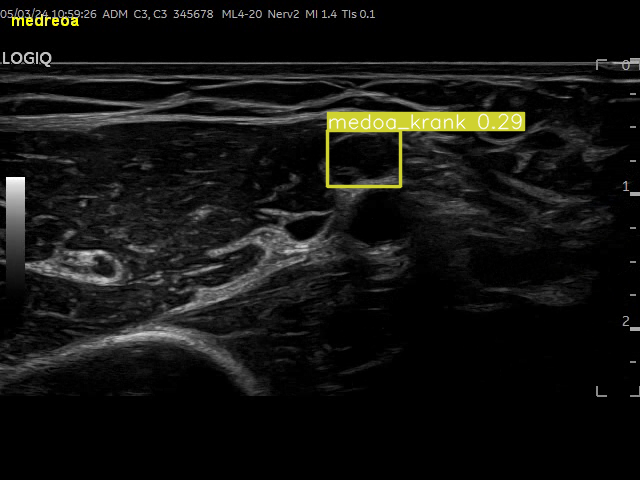 05/03/24 10:59:26 ADM C3, C3 345678 ML4-20 Nerv2 MI 1.4 TIs 0.1
medreoa
LOGIQ
0
medoa_krank 0.29
1
2